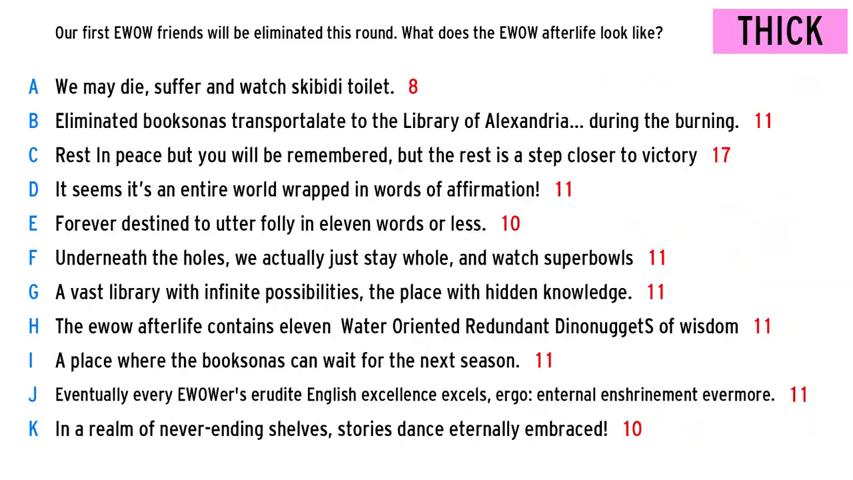 Our first EWOW friends will be eliminated this round. What does the EWOW afterlife look like?
THICK
A We may die, suffer and watch skibidi toilet. 8
B Eliminated booksonas transportalate to the Library of Alexandria... during the burning. 11
C Rest In peace but you will be remembered, but the rest is a step closer to victory 17
D It seems it's an entire world wrapped in words of affirmation! 11
E Forever destined to utter folly in eleven words or less. 10
F Underneath the holes, we actually just stay whole, and watch superbowls 11
G A vast library with infinite possibilities, the place with hidden knowledge. 11
H The ewow afterlife contains eleven Water Oriented Redundant DinonuggetS of wisdom 11
I A place where the booksonas can wait for the next season. 11
J Eventually every EWOWer's erudite English excellence excels, ergo: enternal enshrinement evermore. 11
K In a realm of never-ending shelves, stories dance eternally embraced! 10